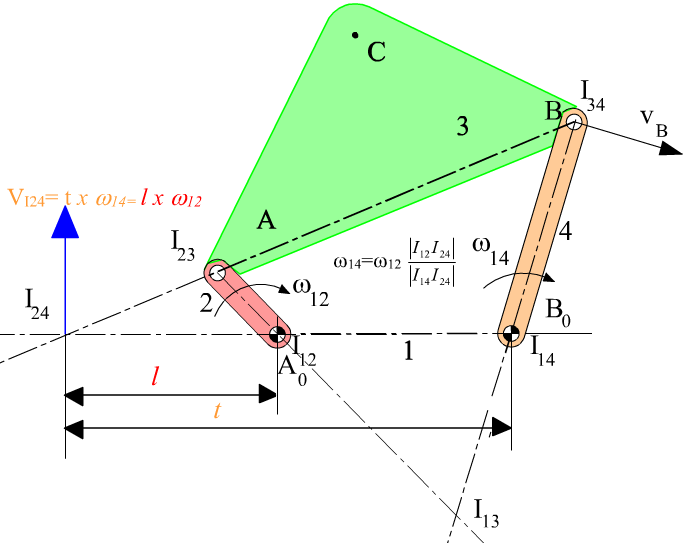 C
I34
B
vB
3
VI24= t x ω14= l x ω12
A
I23
ω14=ω12 |I12I24| / |I14I24|
ω14
4
I24
2
ω12
B0
I12
1
I14
A0
l
t
I13